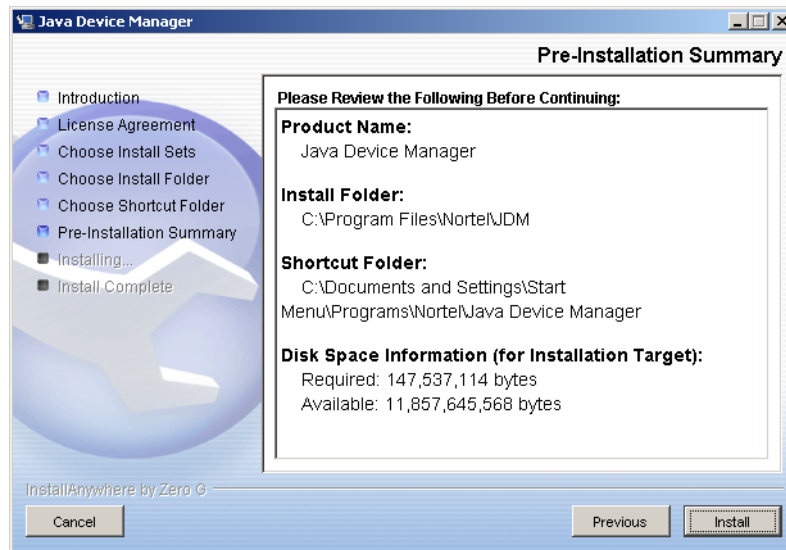 Java Device Manager
Pre-Installation Summary
Introduction
License Agreement
Choose Install Sets
Choose Install Folder
Choose Shortcut Folder
Pre-Installation Summary
Installing...
Install Complete
Please Review the Following Before Continuing:
Product Name:
Java Device Manager
Install Folder:
C:\Program Files\Nortel\JDM
Shortcut Folder:
C:\Documents and Settings\Start
Menu\Programs\Nortel\Java Device Manager
Disk Space Information (for Installation Target):
Required: 147,537,114 bytes
Available: 11,857,645,568 bytes
InstallAnywhere by Zero G
Cancel
Previous
Install